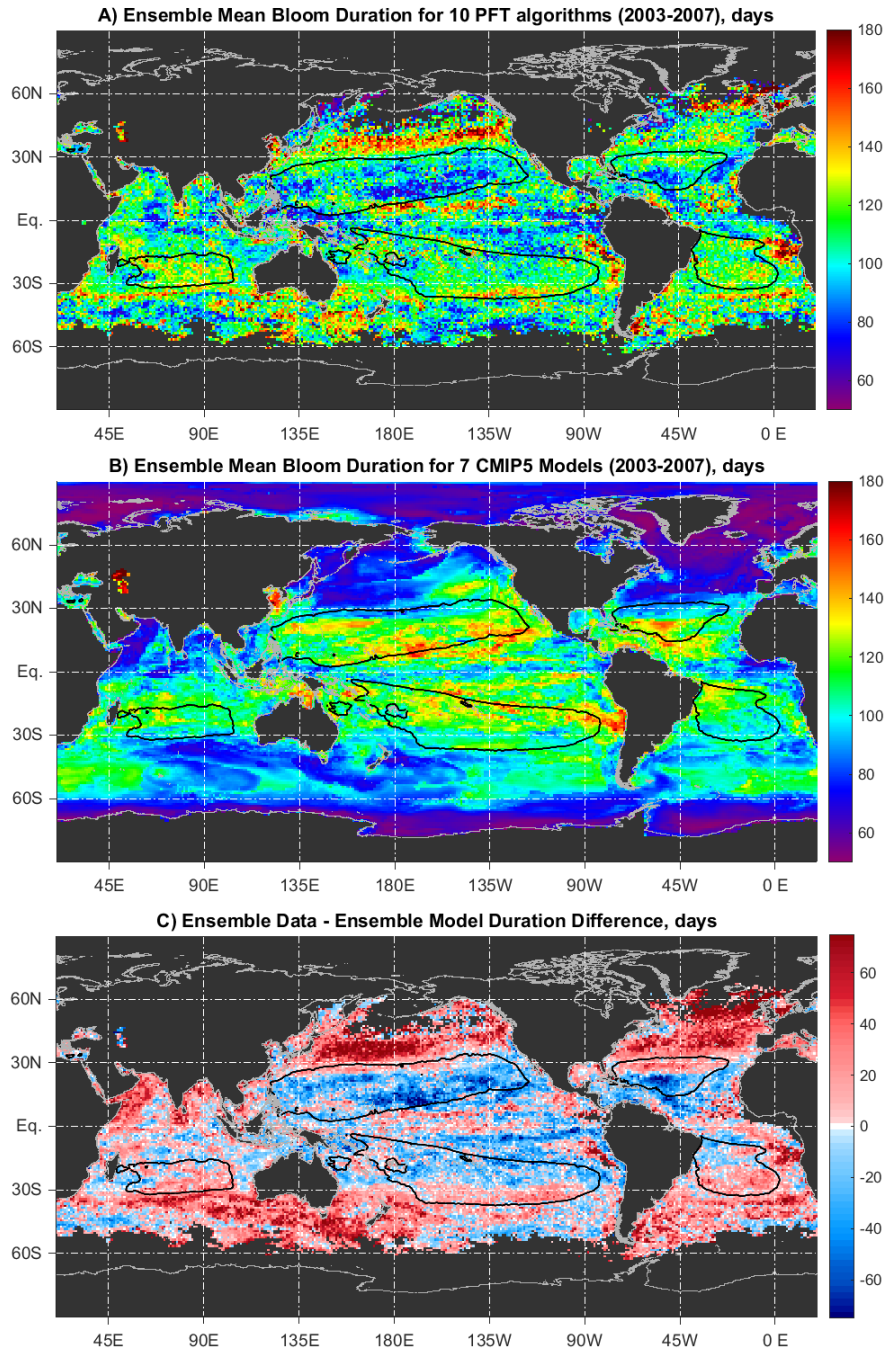 A) Ensemble Mean Bloom Duration for 10 PFT algorithms (2003-2007), days
180
160
140
120
100
80
60
60N
30N
Eq.
30S
60S
45E 90E 135E 180E 135W 90W 45W 0 E
B) Ensemble Mean Bloom Duration for 7 CMIP5 Models (2003-2007), days
180
160
140
120
100
80
60
60N
30N
Eq.
30S
60S
45E 90E 135E 180E 135W 90W 45W 0 E
C) Ensemble Data - Ensemble Model Duration Difference, days
60
40
20
0
-20
-40
-60
60N
30N
Eq.
30S
60S
45E 90E 135E 180E 135W 90W 45W 0 E